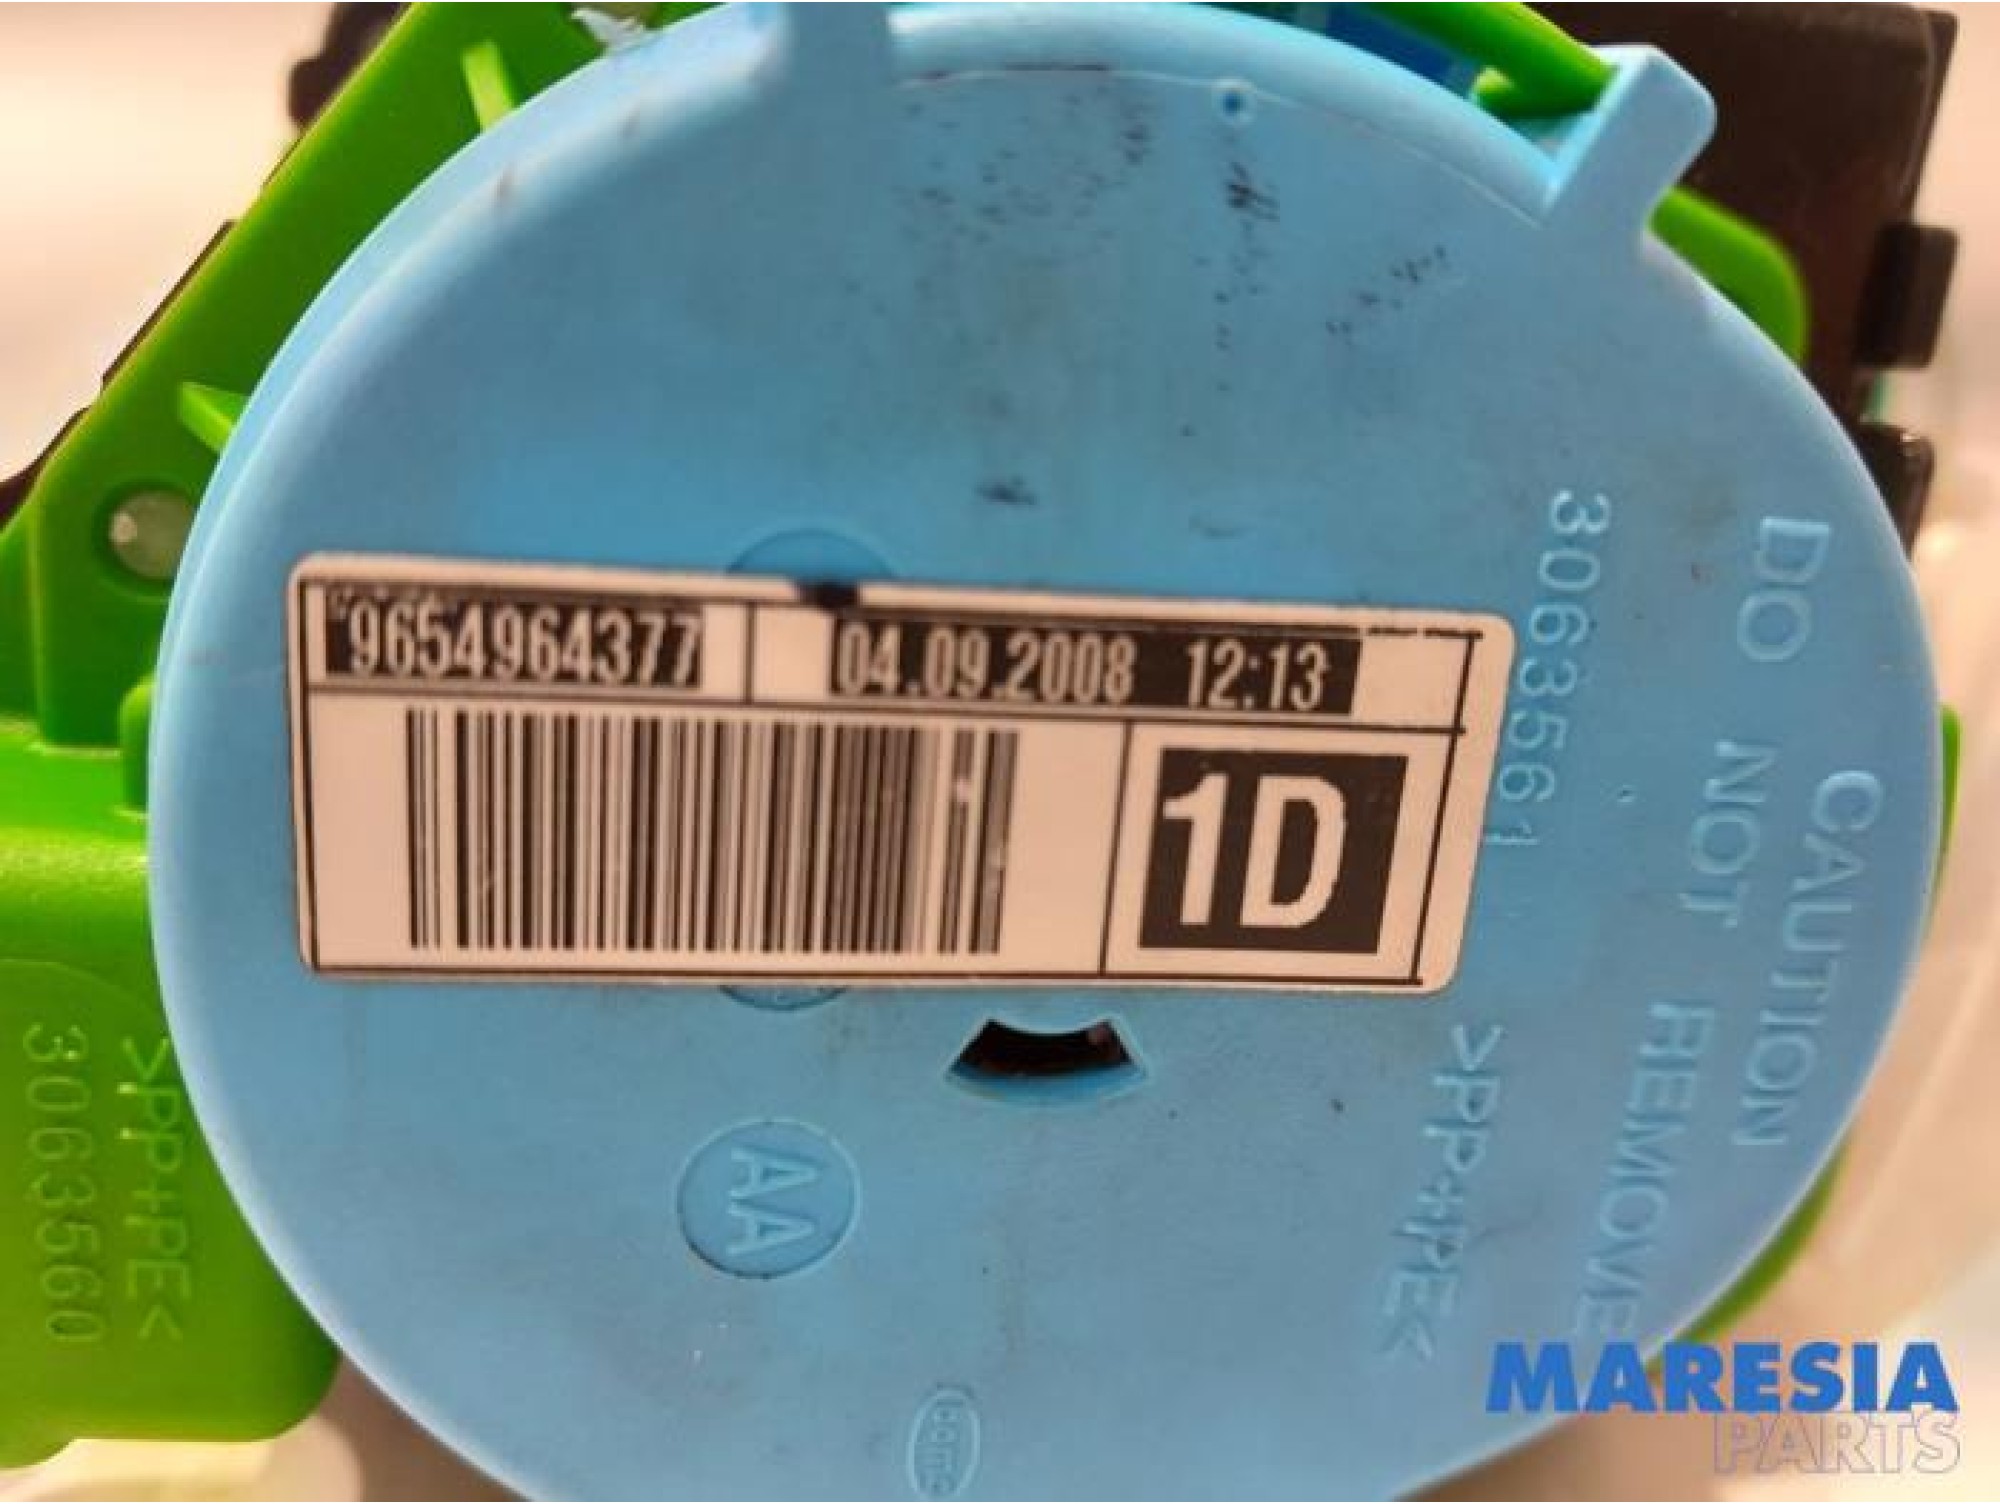 9654964377
04.09.2008 12:13
1D
3063561
CAUTION
DO NOT REMOVE
>PP+PE<
AA
>PP+PE<
3063560
MARESIA
PARTS